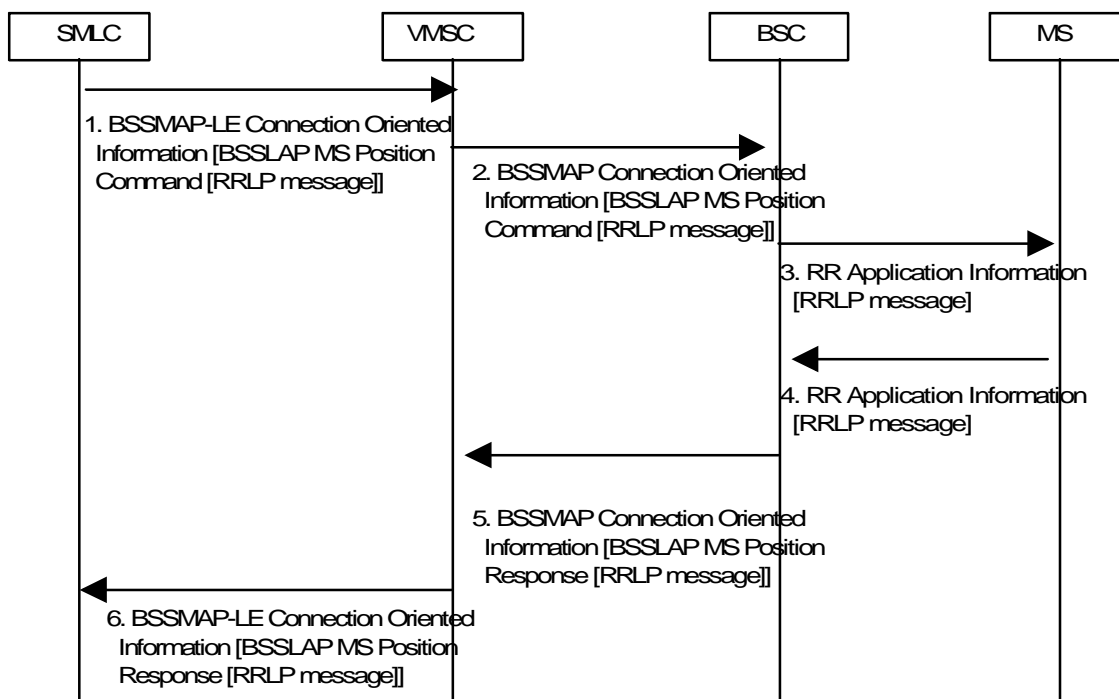 SMLC
VMSC
BSC
MS
1. BSSMAP-LE Connection Oriented
Information [BSSLAP MS Position
Command [RRLP message]]
2. BSSMAP Connection Oriented
Information [BSSLAP MS Position
Command [RRLP message]]
3. RR Application Information
[RRLP message]
4. RR Application Information
[RRLP message]
5. BSSMAP Connection Oriented
Information [BSSLAP MS Position
Response [RRLP message]]
6. BSSMAP-LE Connection Oriented
Information [BSSLAP MS Position
Response [RRLP message]]